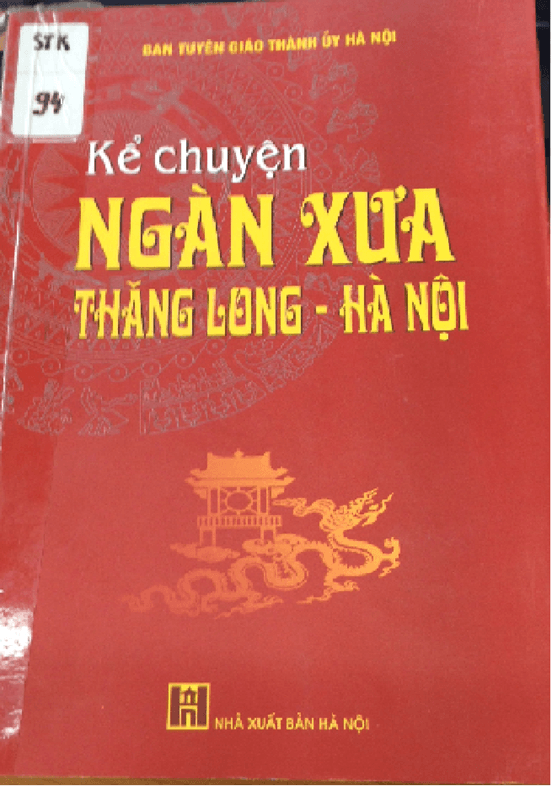 STK
94
BAN TUYÊN GIÁO THÀNH ỦY HÀ NỘI
Kể chuyện
NGÀN XƯA
THĂNG LONG - HÀ NỘI
NHÀ XUẤT BẢN HÀ NỘI